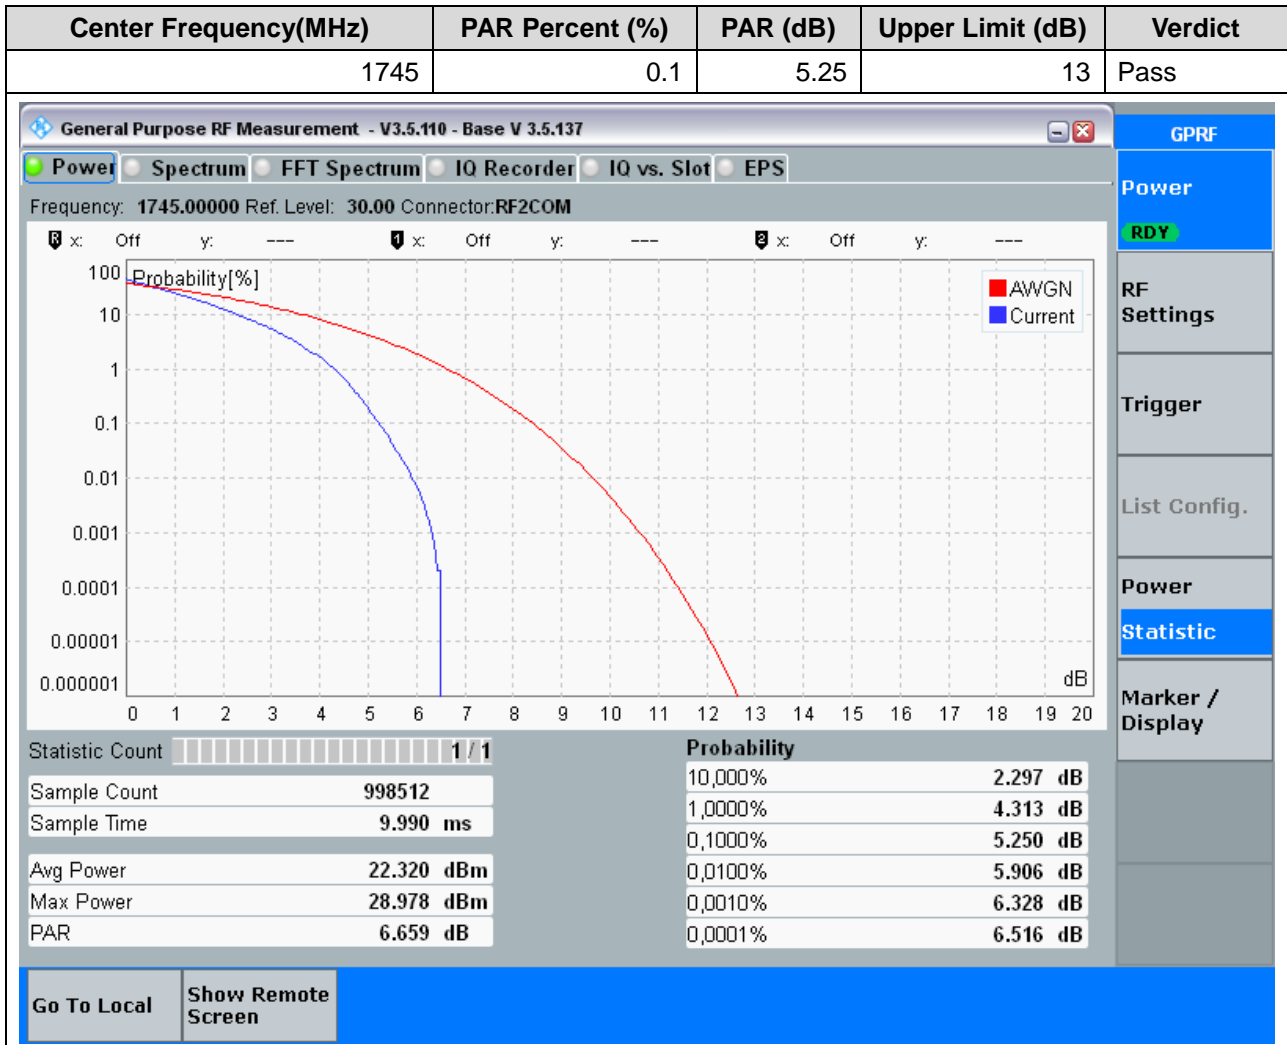 Center Frequency(MHz) PAR Percent (%) PAR (dB) Upper Limit (dB) Verdict
1745 0.1 5.25 13 Pass
General Purpose RF Measurement - V3.5.110 - Base V 3.5.137
GPRF
Power Spectrum FFT Spectrum IQ Recorder IQ vs. Slot EPS
Frequency: 1745.00000 Ref. Level: 30.00 Connector:RF2COM
R x: Off y: --- 1 x: Off y: --- 2 x: Off y: ---
Probability[%]
100
10
1
0.1
0.01
0.001
0.0001
0.00001
0.000001
AWGN
Current
dB
0 1 2 3 4 5 6 7 8 9 10 11 12 13 14 15 16 17 18 19 20
Statistic Count 1 / 1
Sample Count 998512
Sample Time 9.990 ms
Avg Power 22.320 dBm
Max Power 28.978 dBm
PAR 6.659 dB
Probability
10,000% 2.297 dB
1,0000% 4.313 dB
0,1000% 5.250 dB
0,0100% 5.906 dB
0,0010% 6.328 dB
0,0001% 6.516 dB
Power
RDY
RF
Settings
Trigger
List Config.
Power
Statistic
Marker /
Display
Go To Local
Show Remote
Screen